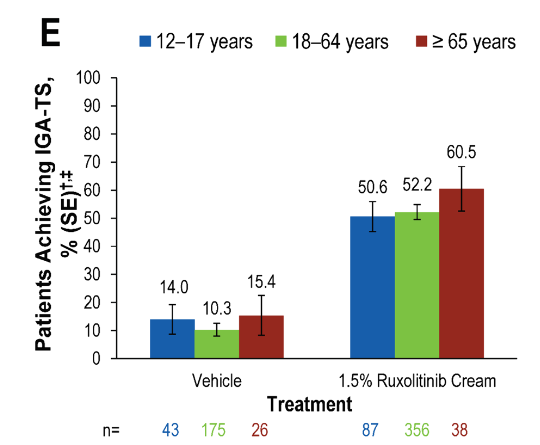 E
12–17 years 18–64 years ≥ 65 years
Patients Achieving IGA-TS,
% (SE)†,‡
100
90
80
70
60
50
40
30
20
10
0
14.0 10.3 15.4
50.6 52.2 60.5
Vehicle 1.5% Ruxolitinib Cream
Treatment
n= 43 175 26 87 356 38